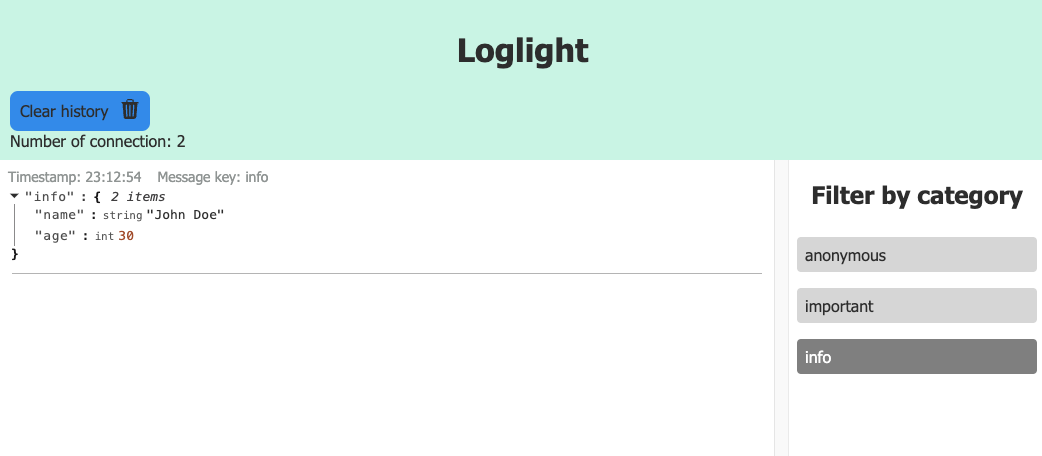 Loglight
Clear history
Number of connection: 2
Timestamp: 23:12:54 Message key: info
"info" : { 2 items
"name" : string "John Doe"
"age" : int 30
}
Filter by category
anonymous
important
info